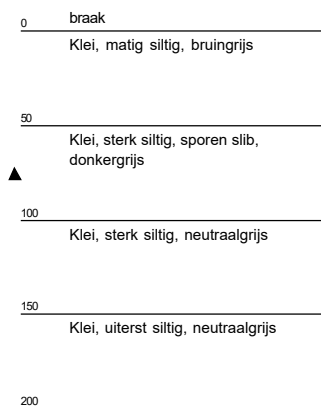 braak
0
Klei, matig siltig, bruingrijs
50
Klei, sterk siltig, sporen slib,
donkergrijs
100
Klei, sterk siltig, neutraalgrijs
150
Klei, uiterst siltig, neutraalgrijs
200